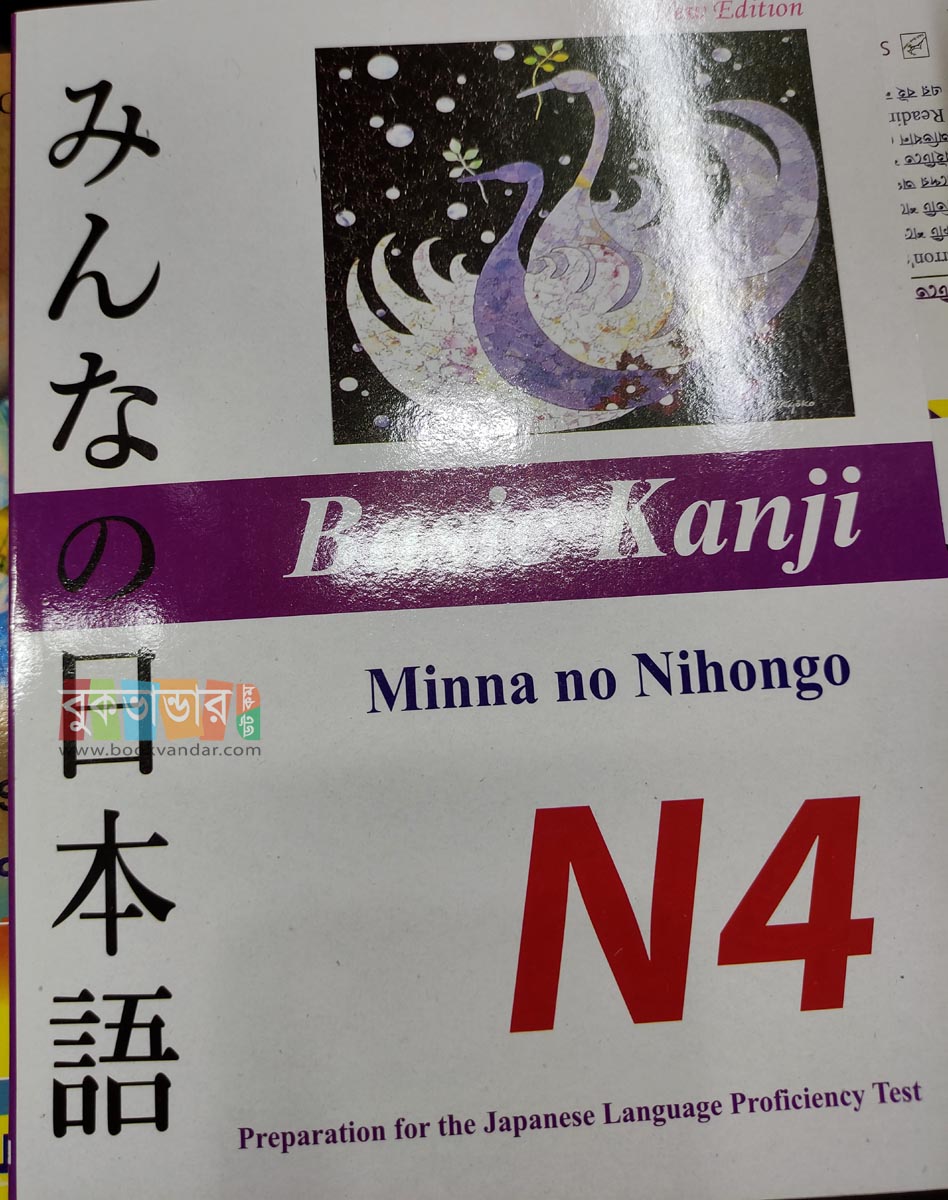 New Edition
みんなの日本語
Basic Kanji
Minna no Nihongo
বুকভান্ডার
ডট কম
www.bookvandar.com
N4
Preparation for the Japanese Language Proficiency Test